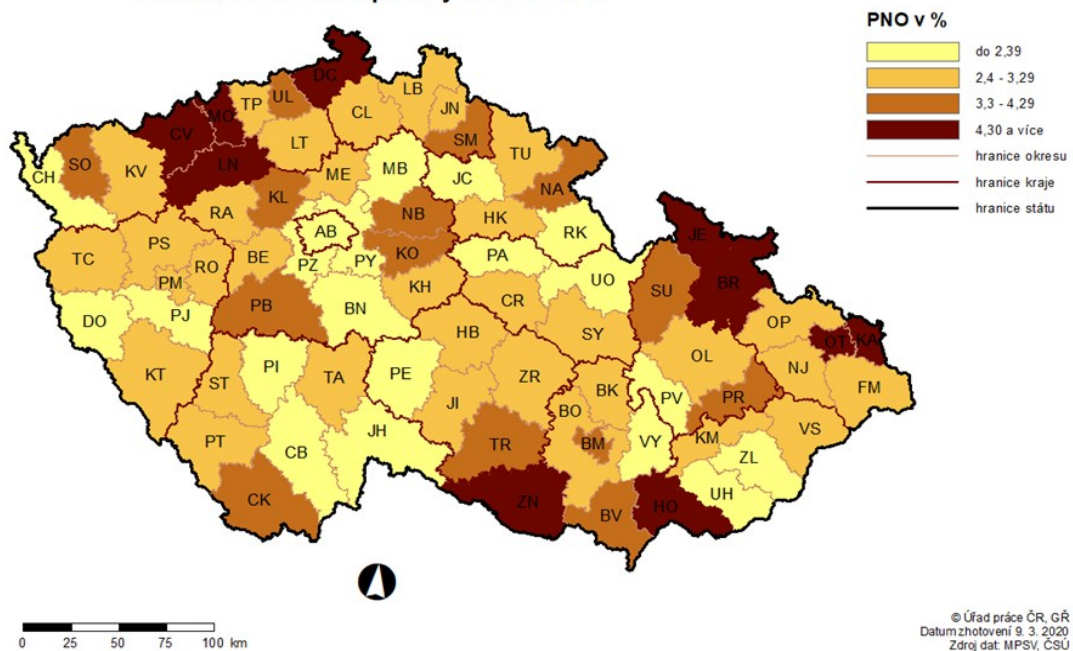 PNO v %
do 2,39
2,4 - 3,29
3,3 - 4,29
4,30 a více
hranice okresu
hranice kraje
hranice státu
DC
LB
UL
TP
MO
CL
JN
CV
LT
SM
TU
LN
SO
KV
CH
ME
MB
JC
NA
KL
RA
NB
HK
AB
RK
JE
PS
KO
PA
TC
RO
BE
PZ
PY
UO
BR
SU
PM
KH
CR
PB
BN
DO
PJ
OP
HB
SY
OT
KA
OL
KT
PI
ST
TA
PE
ZR
NJ
FM
BK
PV
PR
JI
BO
VS
JH
KM
PT
TR
BM
VY
CB
ZL
UH
CK
ZN
BV
HO
0 25 50 75 100 km
© Úřad práce ČR, GŘ
Datum zhotovení 9. 3. 2020
Zdroj dat: MPSV, ČSÚ